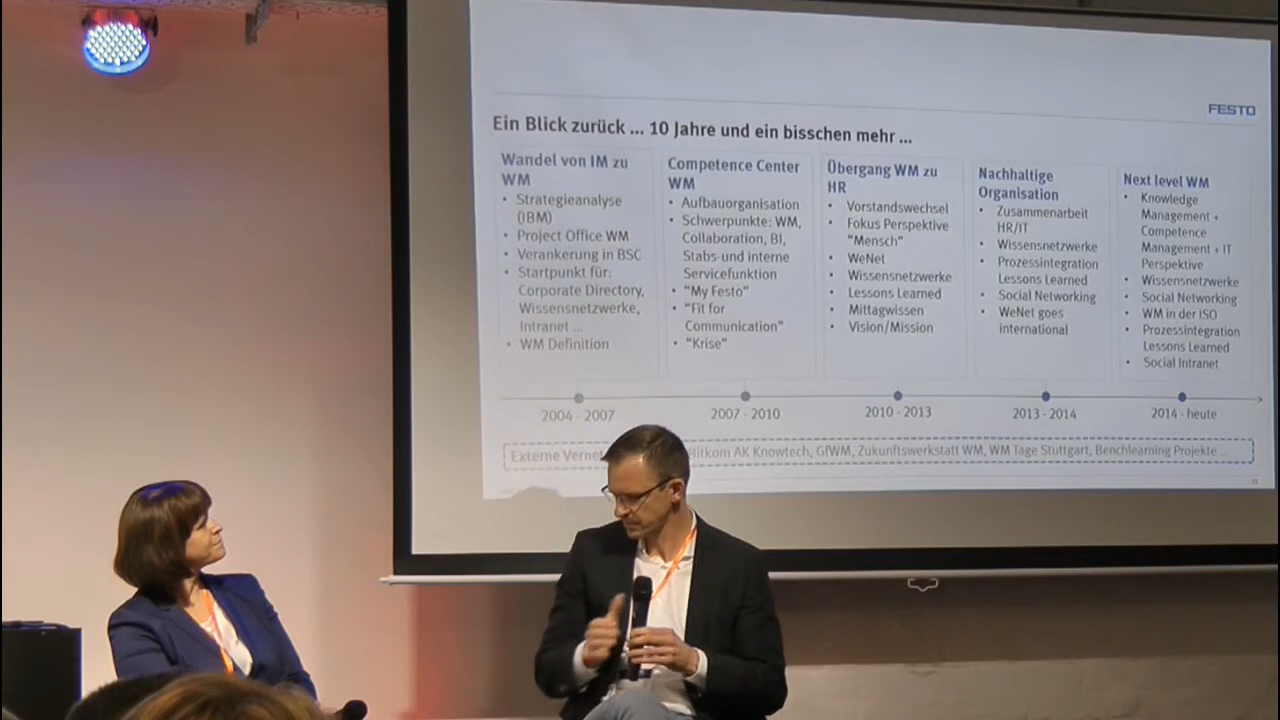 FESTO
Ein Blick zurück ... 10 Jahre und ein bisschen mehr ...
Wandel von IM zu
WM
• Strategieanalyse
(IBM)
• Project Office WM
• Verankerung in BSC
• Startpunkt für:
Corporate Directory,
Wissensnetzwerke,
Intranet ...
• WM Definition
Competence Center
WM
• Aufbauorganisation
• Schwerpunkte: WM,
Collaboration, BI,
Stabs-und interne
Servicefunktion
• "My Festo"
• "Fit for
Communication"
• "Krise"
Übergang WM zu
HR
• Vorstandswechsel
• Fokus Perspektive
"Mensch"
• WeNet
• Wissensnetzwerke
• Lessons Learned
• Mittagwissen
• Vision/Mission
Nachhaltige
Organisation
• Zusammenarbeit
HR/IT
• Wissensnetzwerke
• Prozessintegration
Lessons Learned
• Social Networking
• WeNet goes
international
Next level WM
• Knowledge
Management +
Competence
Management + IT
Perspektive
• Wissensnetzwerke
• Social Networking
• WM in der ISO
• Prozessintegration
Lessons Learned
• Social Intranet
2004 - 2007
2007 - 2010
2010 - 2013
2013 - 2014
2014 - heute
Externe Vernet itkom AK Knowtech, GfWM, Zukunftswerkstatt WM, WM Tage Stuttgart, Benchlearning Projekte ...